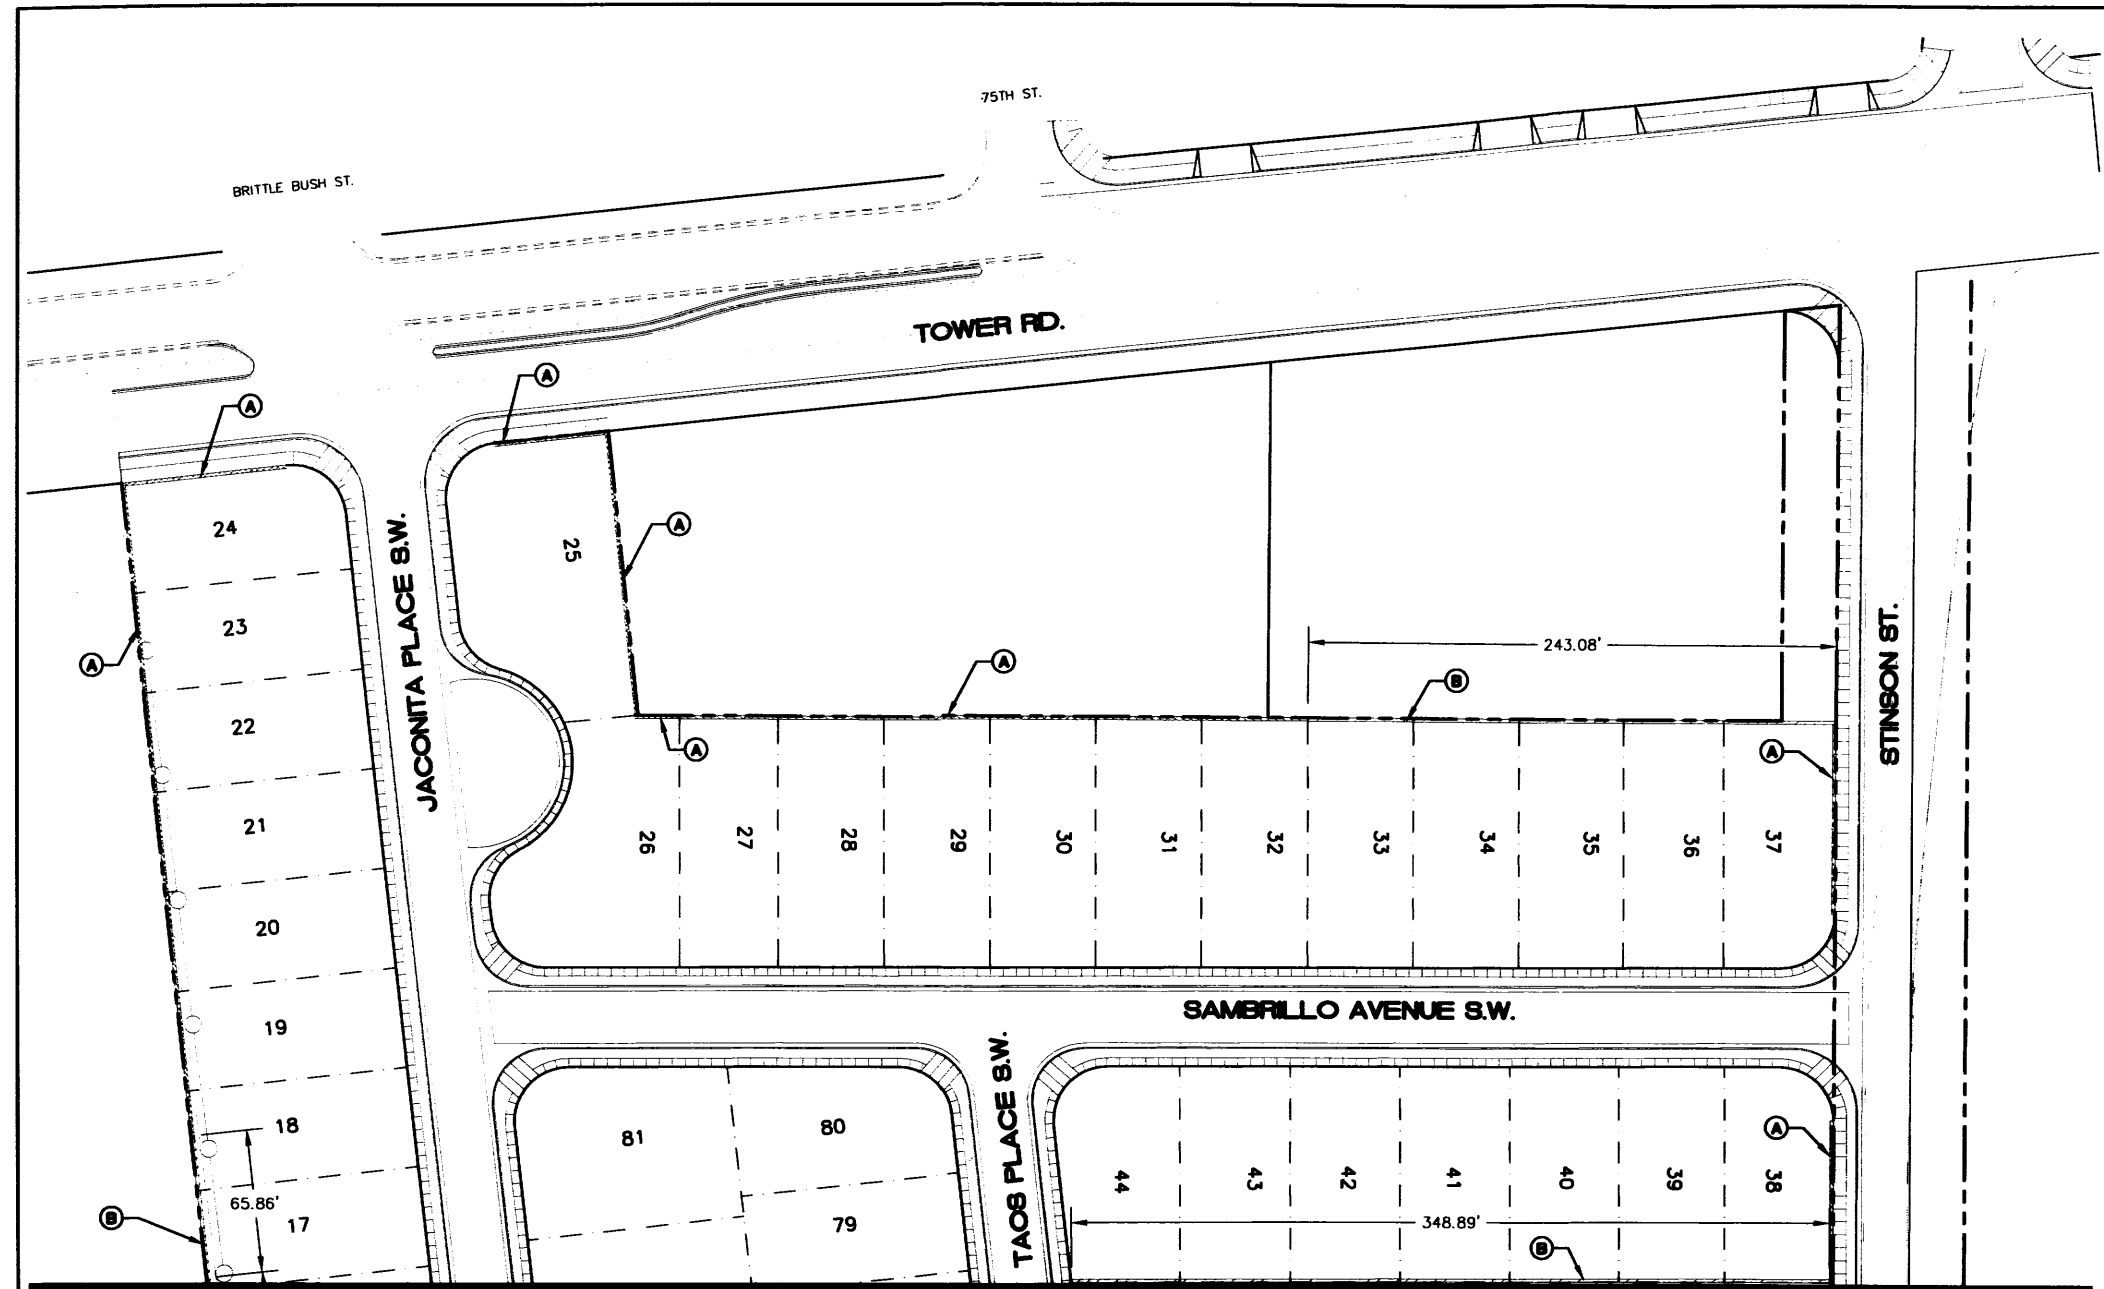 75TH ST.
BRITTLE BUSH ST.
TOWER RD.
A
A
24
25
A
JACONITA PLACE S.W.
23
A
243.08'
STINSON ST.
A
B
22
A
A
21
26
27
28
29
30
31
32
33
34
35
36
37
20
19
SAMBRILLO AVENUE S.W.
TAOS PLACE S.W.
18
81
80
A
44
43
42
41
40
39
38
65.86'
B
17
79
348.89'
B